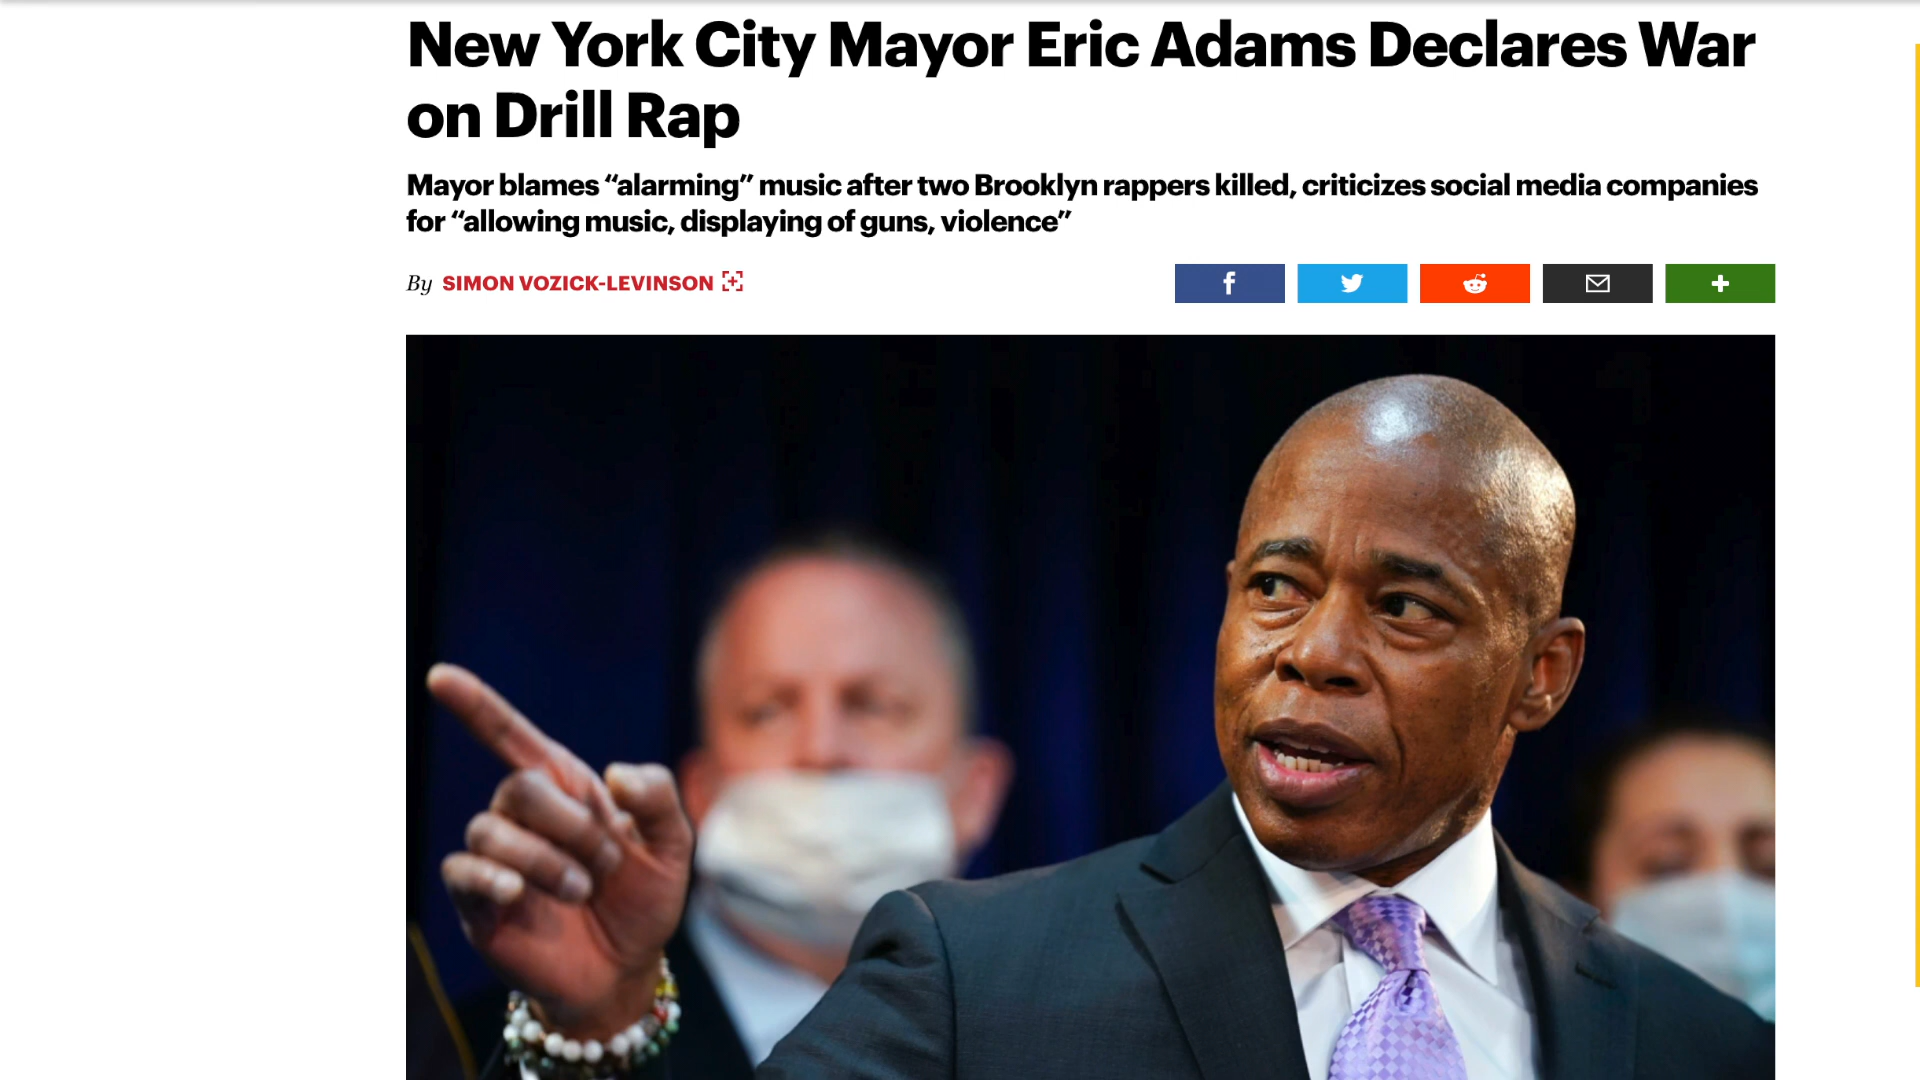 New York City Mayor Eric Adams Declares War
on Drill Rap
Mayor blames “alarming” music after two Brooklyn rappers killed, criticizes social media companies
for “allowing music, displaying of guns, violence”
By SIMON VOZICK-LEVINSON